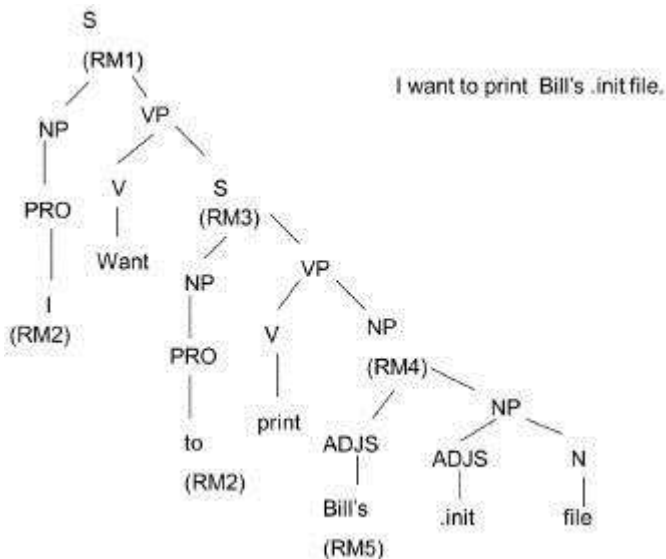 S
(RM1)
I want to print Bill's .init file.
NP VP
V S
PRO (RM3)
Want
NP VP
I
(RM2)
V NP
PRO (RM4)
NP
print
to ADJS ADJS N
(RM2)
Bill's .init file
(RM5)